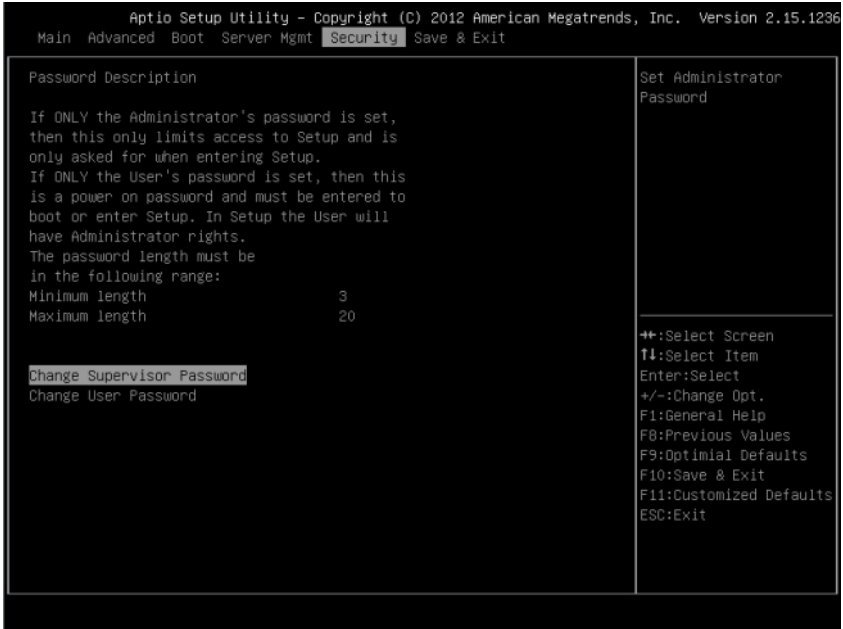 Aptio Setup Utility - Copyright (C) 2012 American Megatrends, Inc. Version 2.15.1236
Main Advanced Boot Server Mgmt Security Save & Exit
Password Description
If ONLY the Administrator's password is set,
then this only limits access to Setup and is
only asked for when entering Setup.
If ONLY the User's password is set, then this
is a power on password and must be entered to
boot or enter Setup. In Setup the User will
have Administrator rights.
The password length must be
in the following range:
Minimum length 3
Maximum length 20
Change Supervisor Password
Change User Password
Set Administrator
Password
→←:Select Screen
↑↓:Select Item
Enter:Select
+/-:Change Opt.
F1:General Help
F8:Previous Values
F9:Optimial Defaults
F10:Save & Exit
F11:Customized Defaults
ESC:Exit